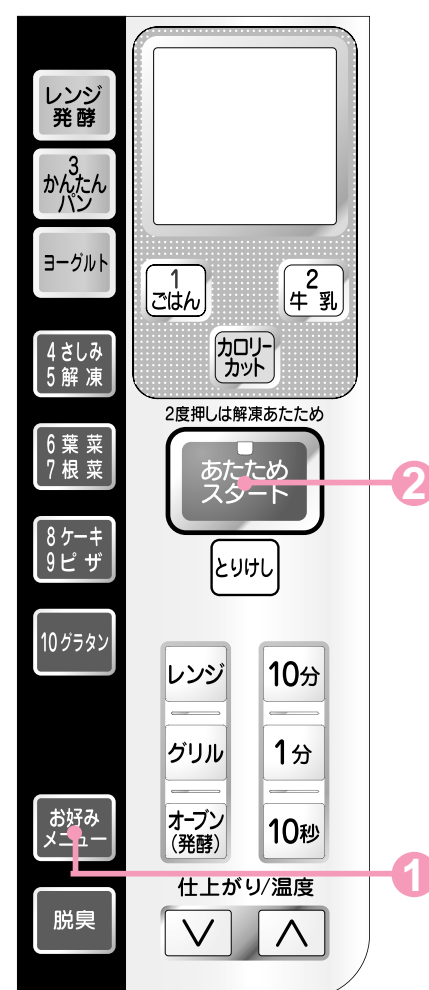 レンジ
発酵
3
かんたん
パン
ヨーグルト
1
ごはん
2
牛乳
カロリー
カット
4さしみ
5解凍
2度押しは解凍あたため
あたため
スタート
2
6葉菜
7根菜
8ケーキ
9ピザ
とりけし
10グラタン
レンジ
10分
グリル
1分
オーブン
(発酵)
10秒
お好み
メニュー
1
仕上がり/温度
脱臭